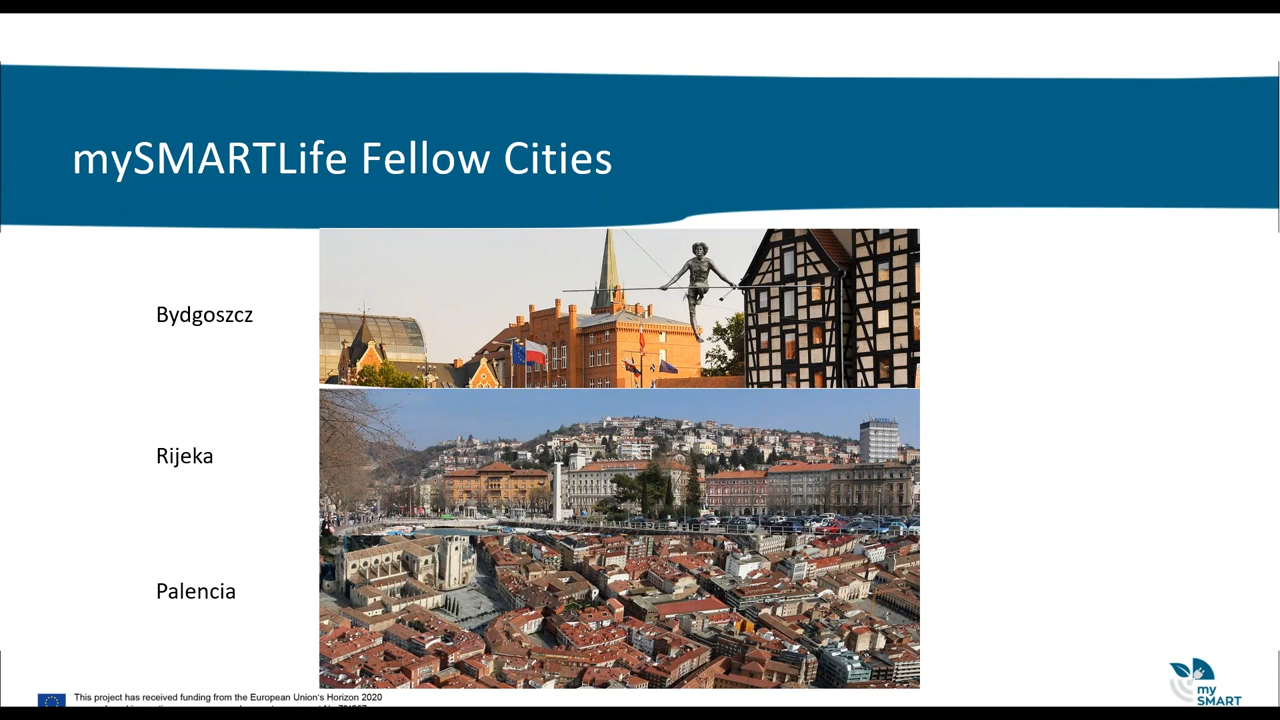 mySMARTLife Fellow Cities
Bydgoszcz
Rijeka
Palencia
This project has received funding from the European Union's Horizon 2020
my
SMART